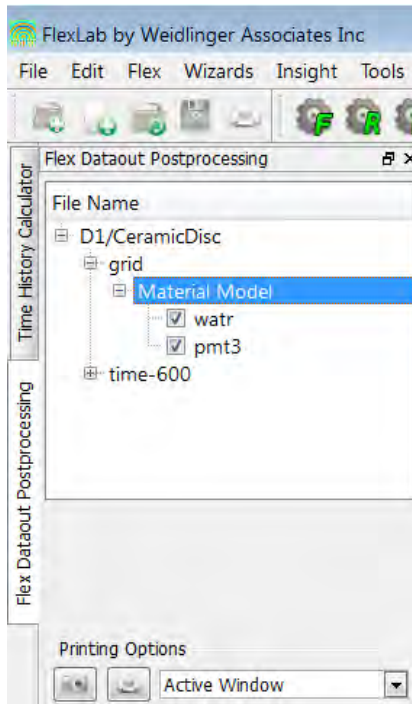 FlexLab by Weidlinger Associates Inc
File Edit Flex Wizards Insight Tools
F R
Flex Dataout Postprocessing
Time History Calculator
Flex Dataout Postprocessing
File Name
D1/CeramicDisc
grid
Material Model
watr
pmt3
time-600
Printing Options
Active Window